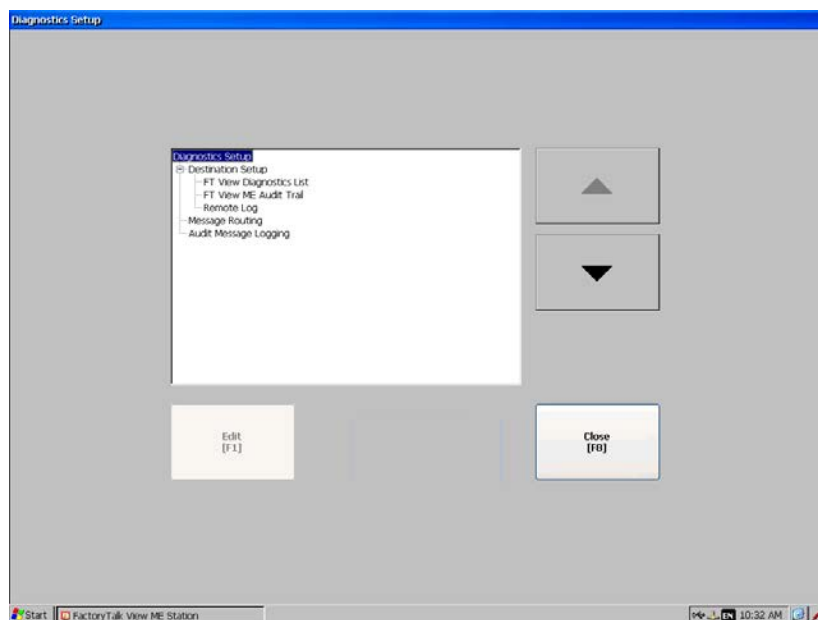 Diagnostics Setup
Diagnostics Setup
Destination Setup
FT View Diagnostics List
FT View ME Audit Trail
Remote Log
Message Routing
Audit Message Logging
Edit
[F1]
Close
[F8]
Start
FactoryTalk View ME Station
EN
10:32 AM